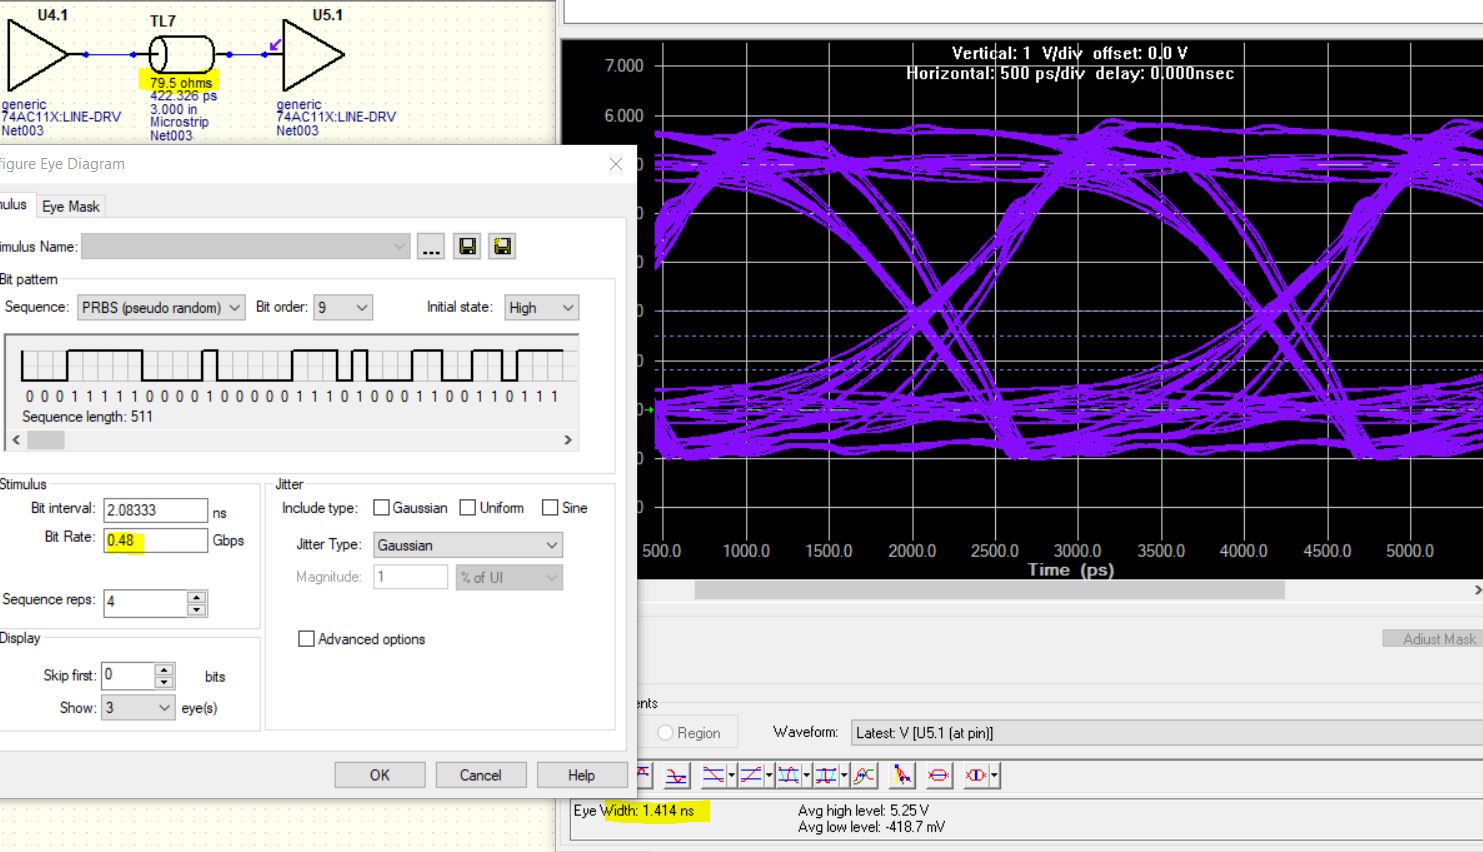 U4.1
TL7
U5.1
79.5 ohms
422.326 ps
3.000 in
Microstrip
Net003
generic
74AC11X:LINE-DRV
Net003
generic
74AC11X:LINE-DRV
Net003
figure Eye Diagram
Eye Mask
Stimulus Name:
...
Bit pattern
Sequence: PRBS (pseudo random) Bit order: 9 Initial state: High
0 0 0 1 1 1 1 1 0 0 0 0 1 0 0 0 0 0 1 1 1 0 1 0 0 0 1 1 0 0 1 1 0 1 1 1
Sequence length: 511
Stimulus
Bit interval: 2.08333 ns
Bit Rate: 0.48 Gbps
Sequence reps: 4
Display
Skip first: 0 bits
Show: 3 eye(s)
Jitter
Include type: Gaussian Uniform Sine
Jitter Type: Gaussian
Magnitude: 1 % of UI
Advanced options
OK Cancel Help
Vertical: 1 V/div offset: 0.0 V
Horizontal: 500 ps/div delay: 0.000nsec
7.000
6.000
500.0 1000.0 1500.0 2000.0 2500.0 3000.0 3500.0 4000.0 4500.0 5000.0
Time (ps)
Adjust Mask
ents
Region
Waveform: Latest: V [U5.1 (at pin)]
Eye Width: 1.414 ns
Avg high level: 5.25 V
Avg low level: -418.7 mV